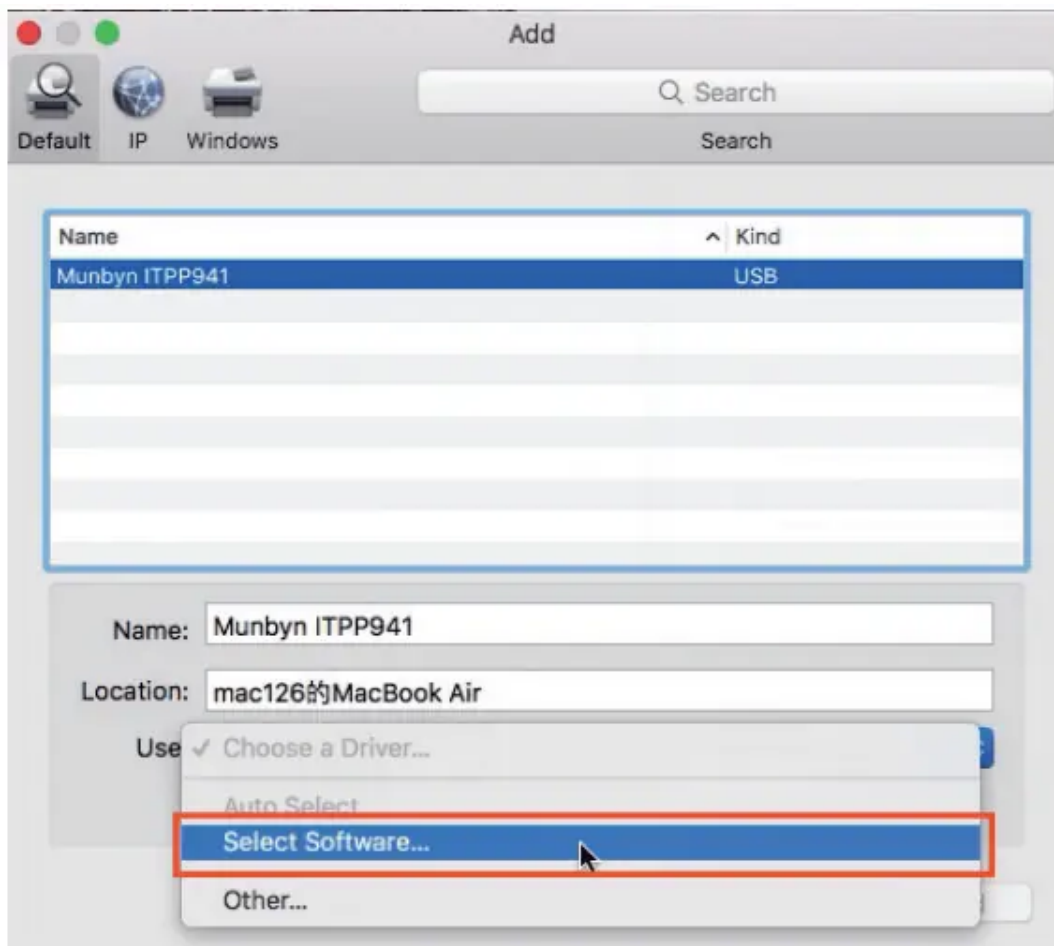 Add
Search
Default IP Windows Search
Name Kind
Munbyn ITPP941 USB
Name: Munbyn ITPP941
Location: mac126的MacBook Air
Use ✓ Choose a Driver...
Auto Select
Select Software...
Other...